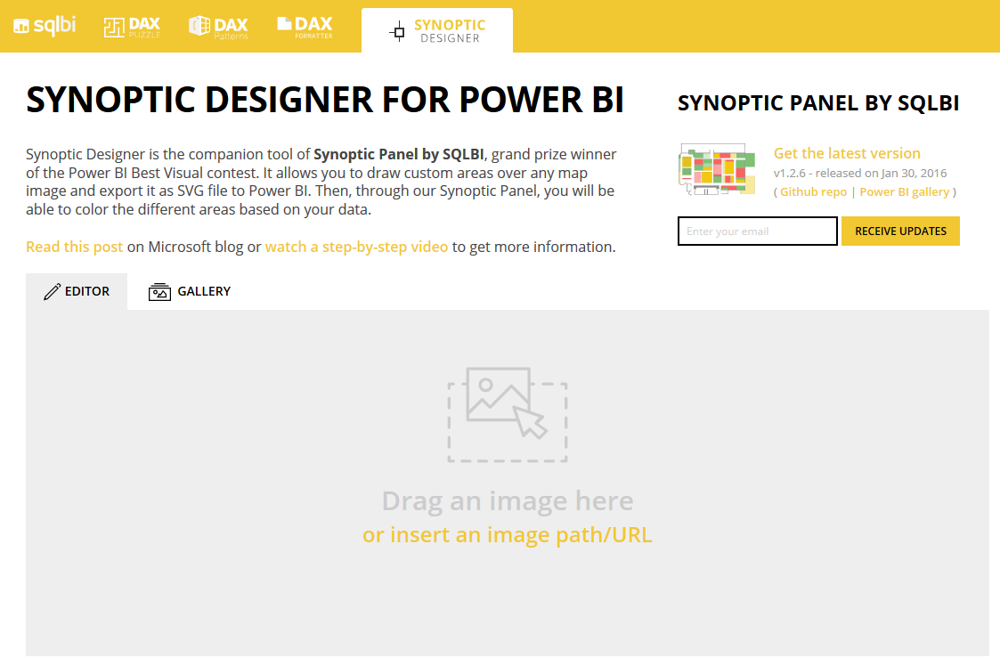 sqlbi
DAX
PUZZLE
DAX
Patterns
DAX
FORMATTER
SYNOPTIC
DESIGNER
SYNOPTIC DESIGNER FOR POWER BI
Synoptic Designer is the companion tool of Synoptic Panel by SQLBI, grand prize winner
of the Power BI Best Visual contest. It allows you to draw custom areas over any map
image and export it as SVG file to Power BI. Then, through our Synoptic Panel, you will be
able to color the different areas based on your data.
Read this post on Microsoft blog or watch a step-by-step video to get more information.
SYNOPTIC PANEL BY SQLBI
Get the latest version
v1.2.6 - released on Jan 30, 2016
( Github repo | Power BI gallery )
Enter your email
RECEIVE UPDATES
EDITOR
GALLERY
Drag an image here
or insert an image path/URL